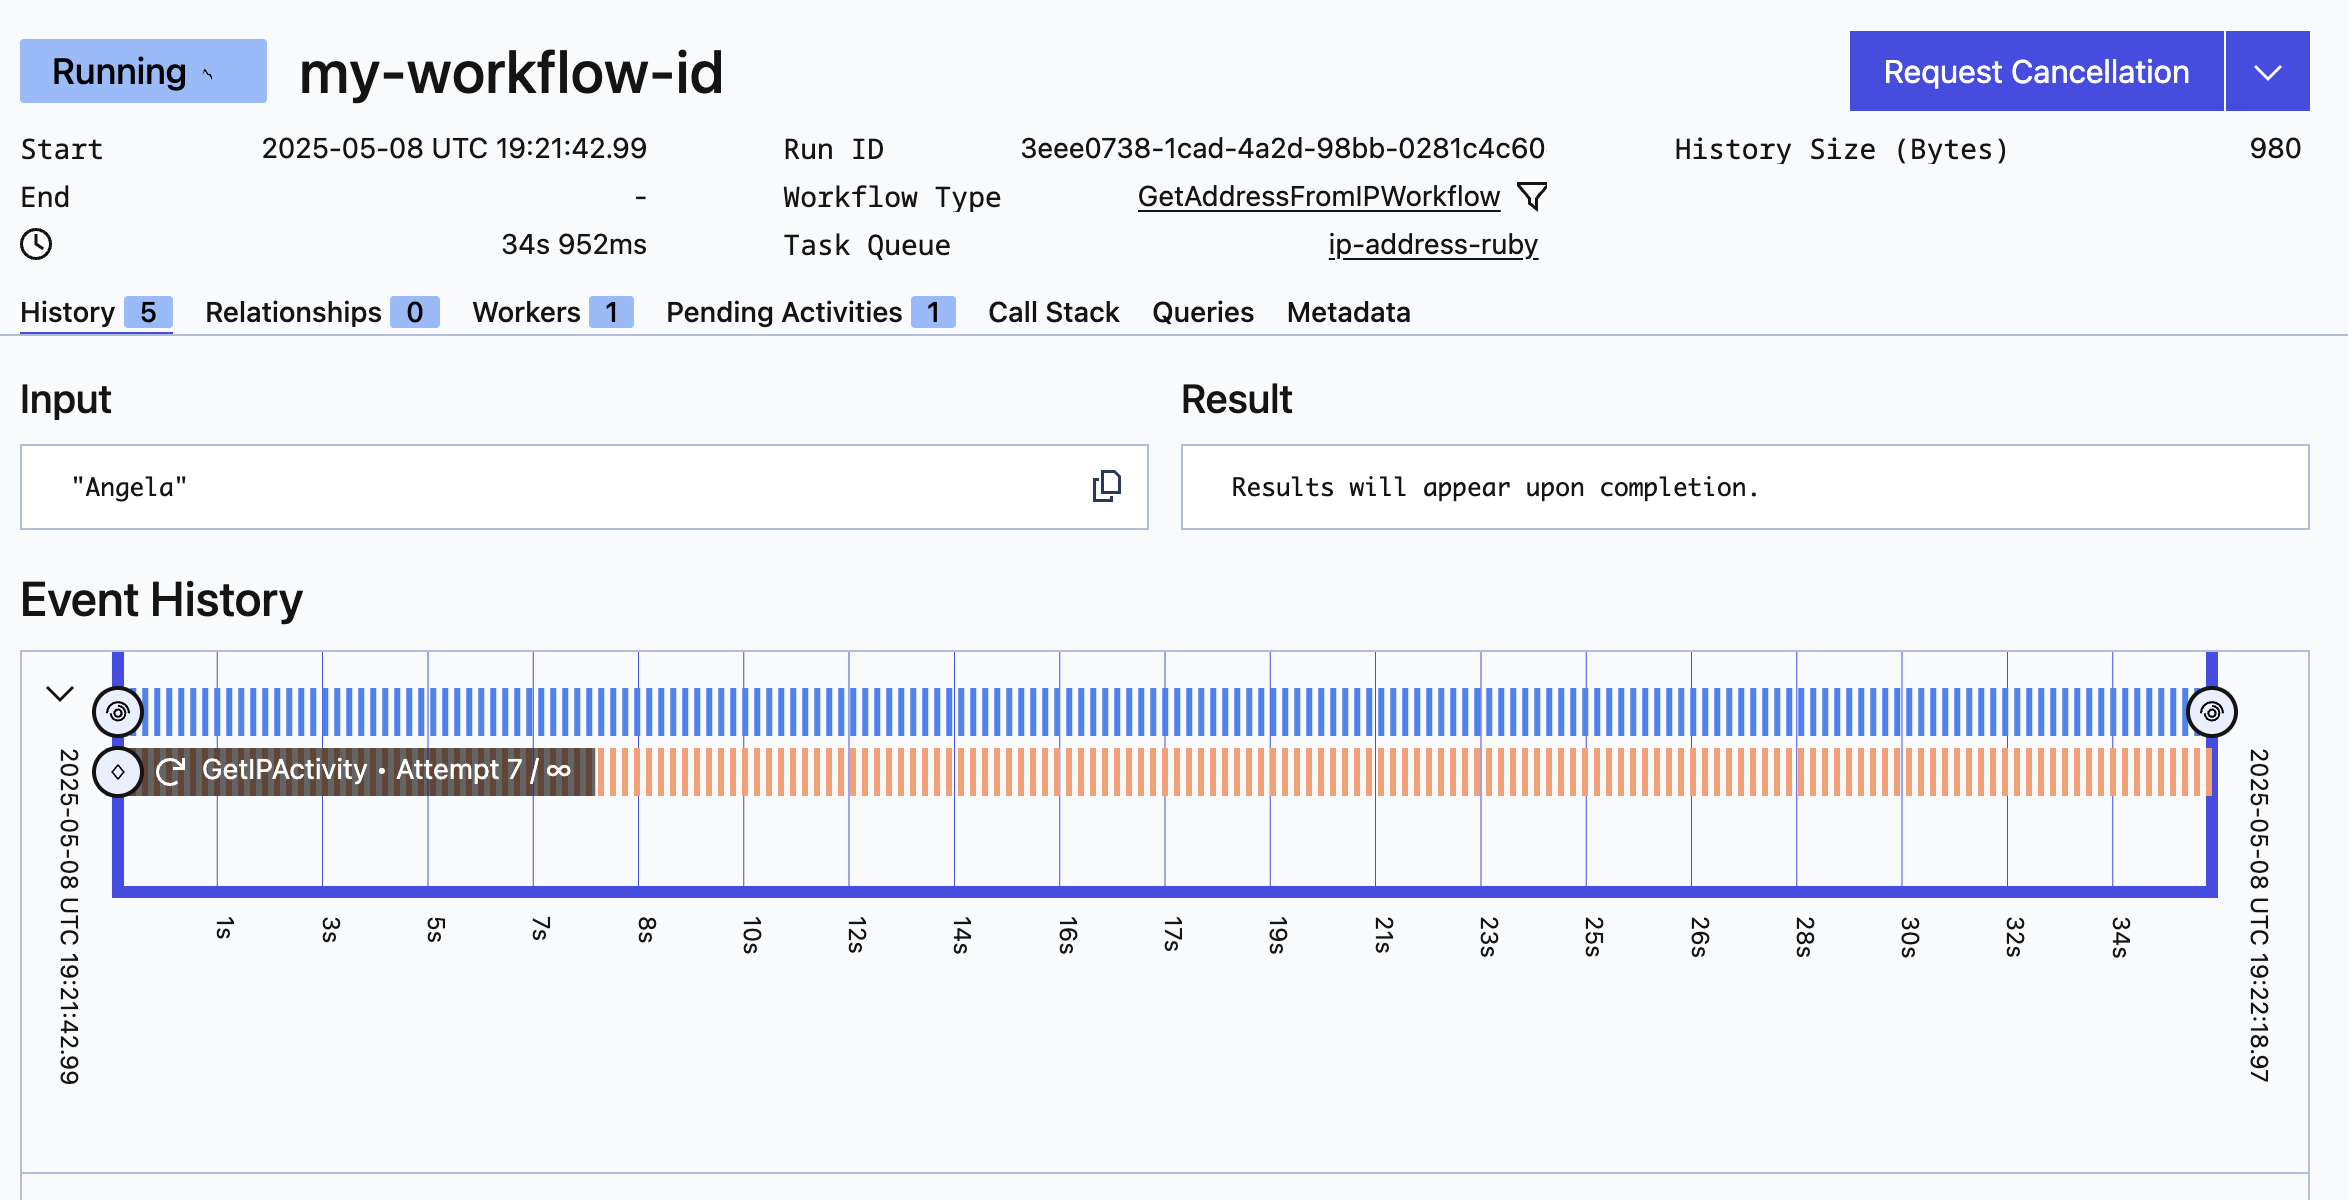 Running
my-workflow-id
Request Cancellation
Start 2025-05-08 UTC 19:21:42.99
Run ID 3eee0738-1cad-4a2d-98bb-0281c4c60
History Size (Bytes) 980
End -
Workflow Type GetAddressFromIPWorkflow
34s 952ms
Task Queue ip-address-ruby
History 5 Relationships 0 Workers 1 Pending Activities 1 Call Stack Queries Metadata
Input
Result
"Angela"
Results will appear upon completion.
Event History
GetIPActivity • Attempt 7 / ∞
2025-05-08 UTC 19:21:42.99
1s 3s 5s 7s 8s 10s 12s 14s 16s 17s 19s 21s 23s 25s 26s 28s 30s 32s 34s
2025-05-08 UTC 19:22:18.97